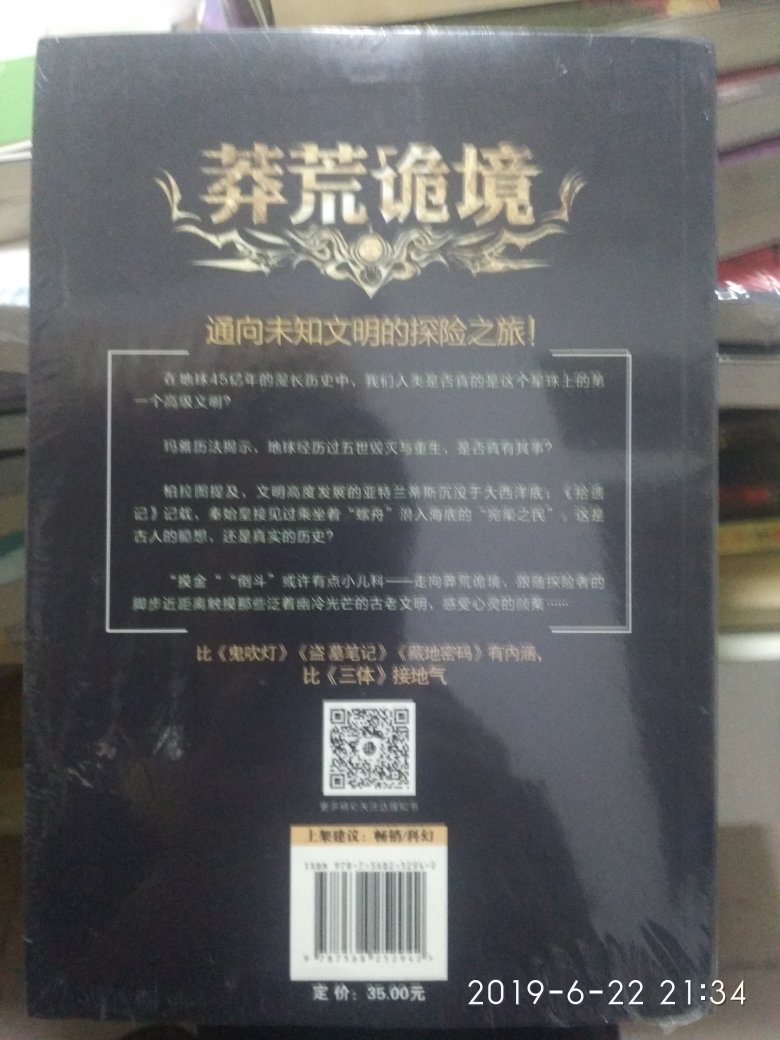 莽荒诡境
通向未知文明的探险之旅！
在地球45亿年的漫长历史中、我们人类是否真的是这个星球上的第
一个高级文明？
玛雅历法揭示、地球经历过五世毁灭与重生，是否真有其事？
柏拉图提及、文明高度发展的亚特兰蒂斯沉没于大西洋底；《拾遗
记》记载、秦始皇接见过乘坐着“螺舟”潜入海底的“宛渠之民”。这是
古人的臆想、还是真实的历史？
“摸金“ “倒斗”或许有点小儿科——走向莽荒诡境、跟随探险者的
脚步近距离触摸那些泛着幽冷光芒的古老文明、感受心灵的颤栗……
比《鬼吹灯》《盗墓笔记》《藏地密码》有内涵、
比《三体》接地气
上架建议：畅销/科幻
ISBN 978-7-5682-5294-2
9 787568 252942>
定价：35.00元
2019-6-22 21:34